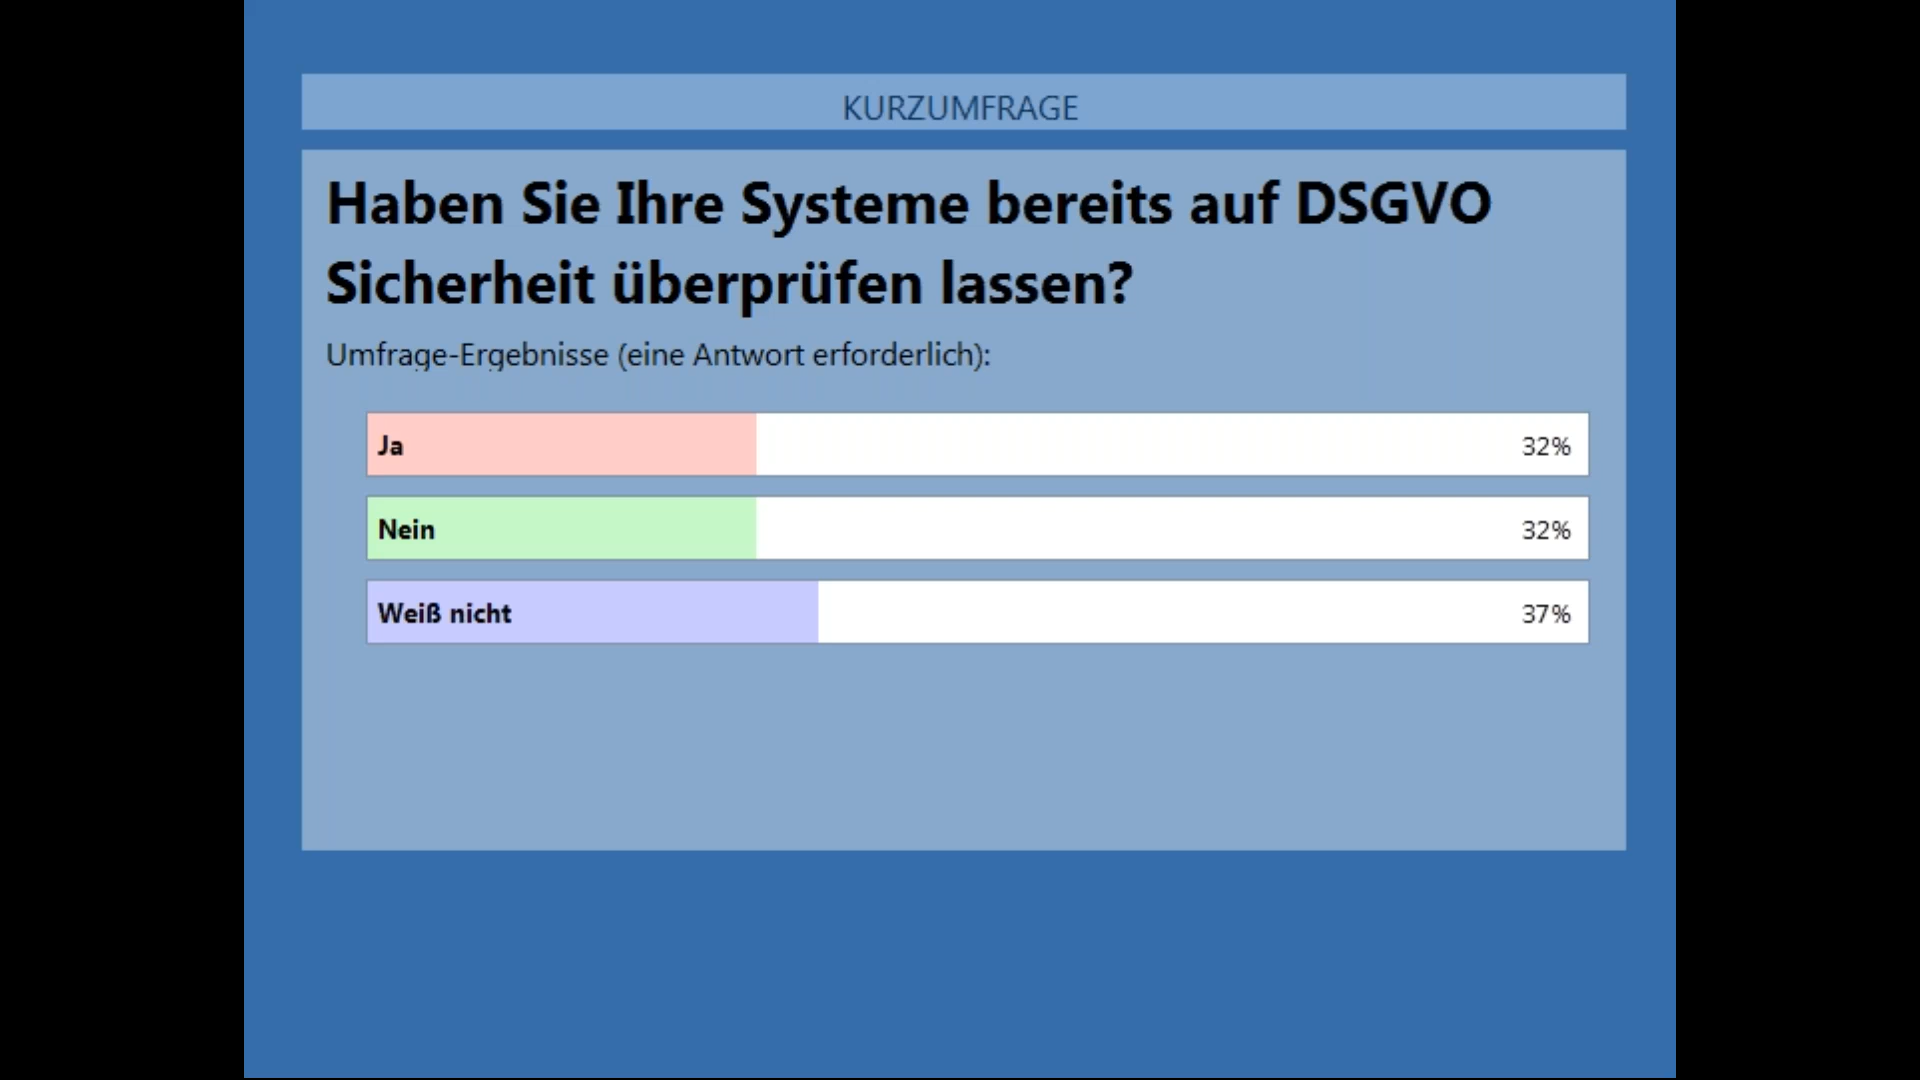 KURZUMFRAGE
Haben Sie Ihre Systeme bereits auf DSGVO
Sicherheit überprüfen lassen?
Umfrage-Ergebnisse (eine Antwort erforderlich):
Ja 32%
Nein 32%
Weiß nicht 37%